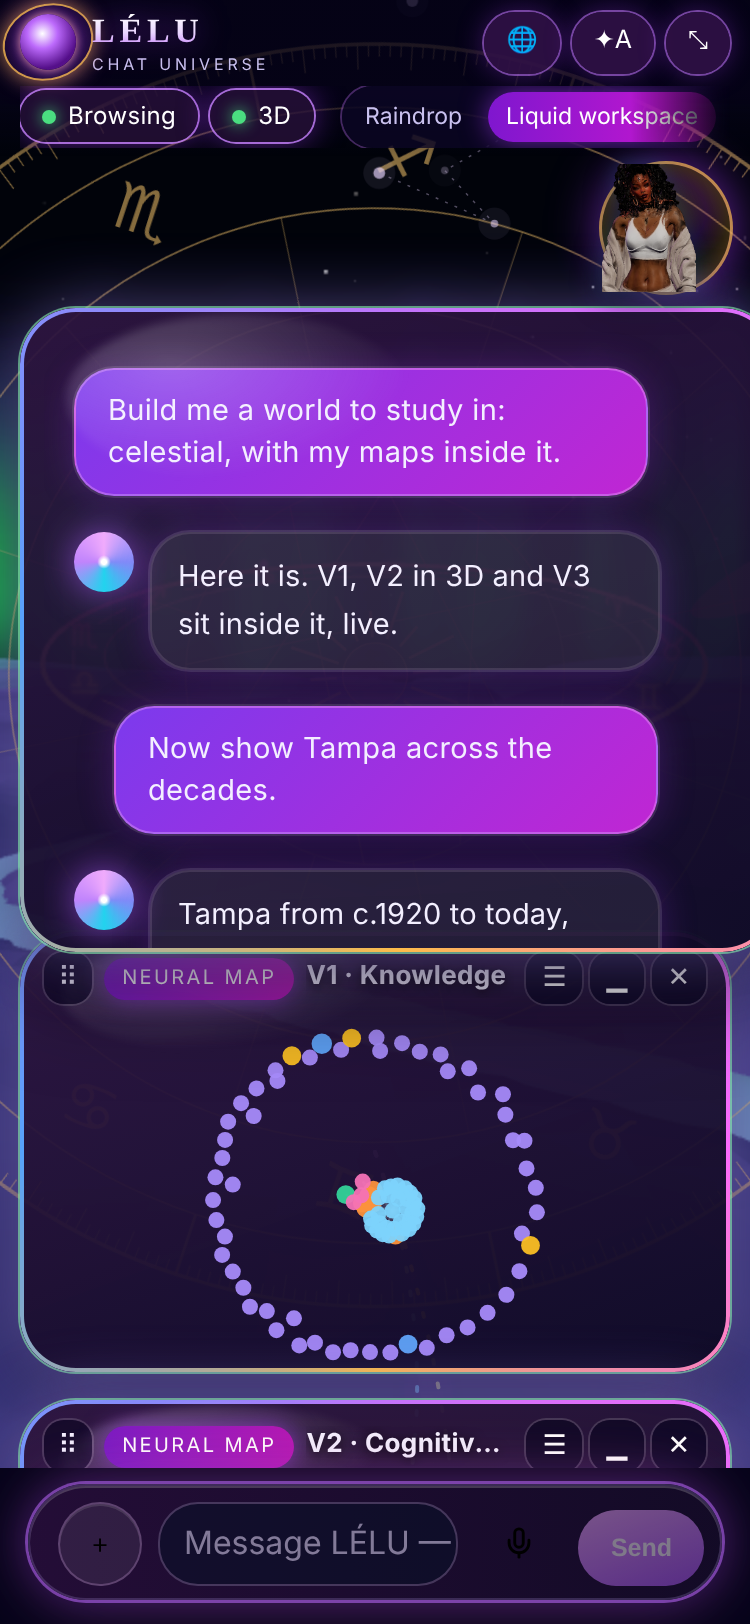 LÉLU
CHAT UNIVERSE
✦A
Browsing
3D
Raindrop
Liquid workspace
Build me a world to study in:
celestial, with my maps inside it.
Here it is. V1, V2 in 3D and V3
sit inside it, live.
Now show Tampa across the
decades.
Tampa from c.1920 to today,
NEURAL MAP V1 · Knowledge
NEURAL MAP V2 · Cognitiv...
+ Message LÉLU — Send